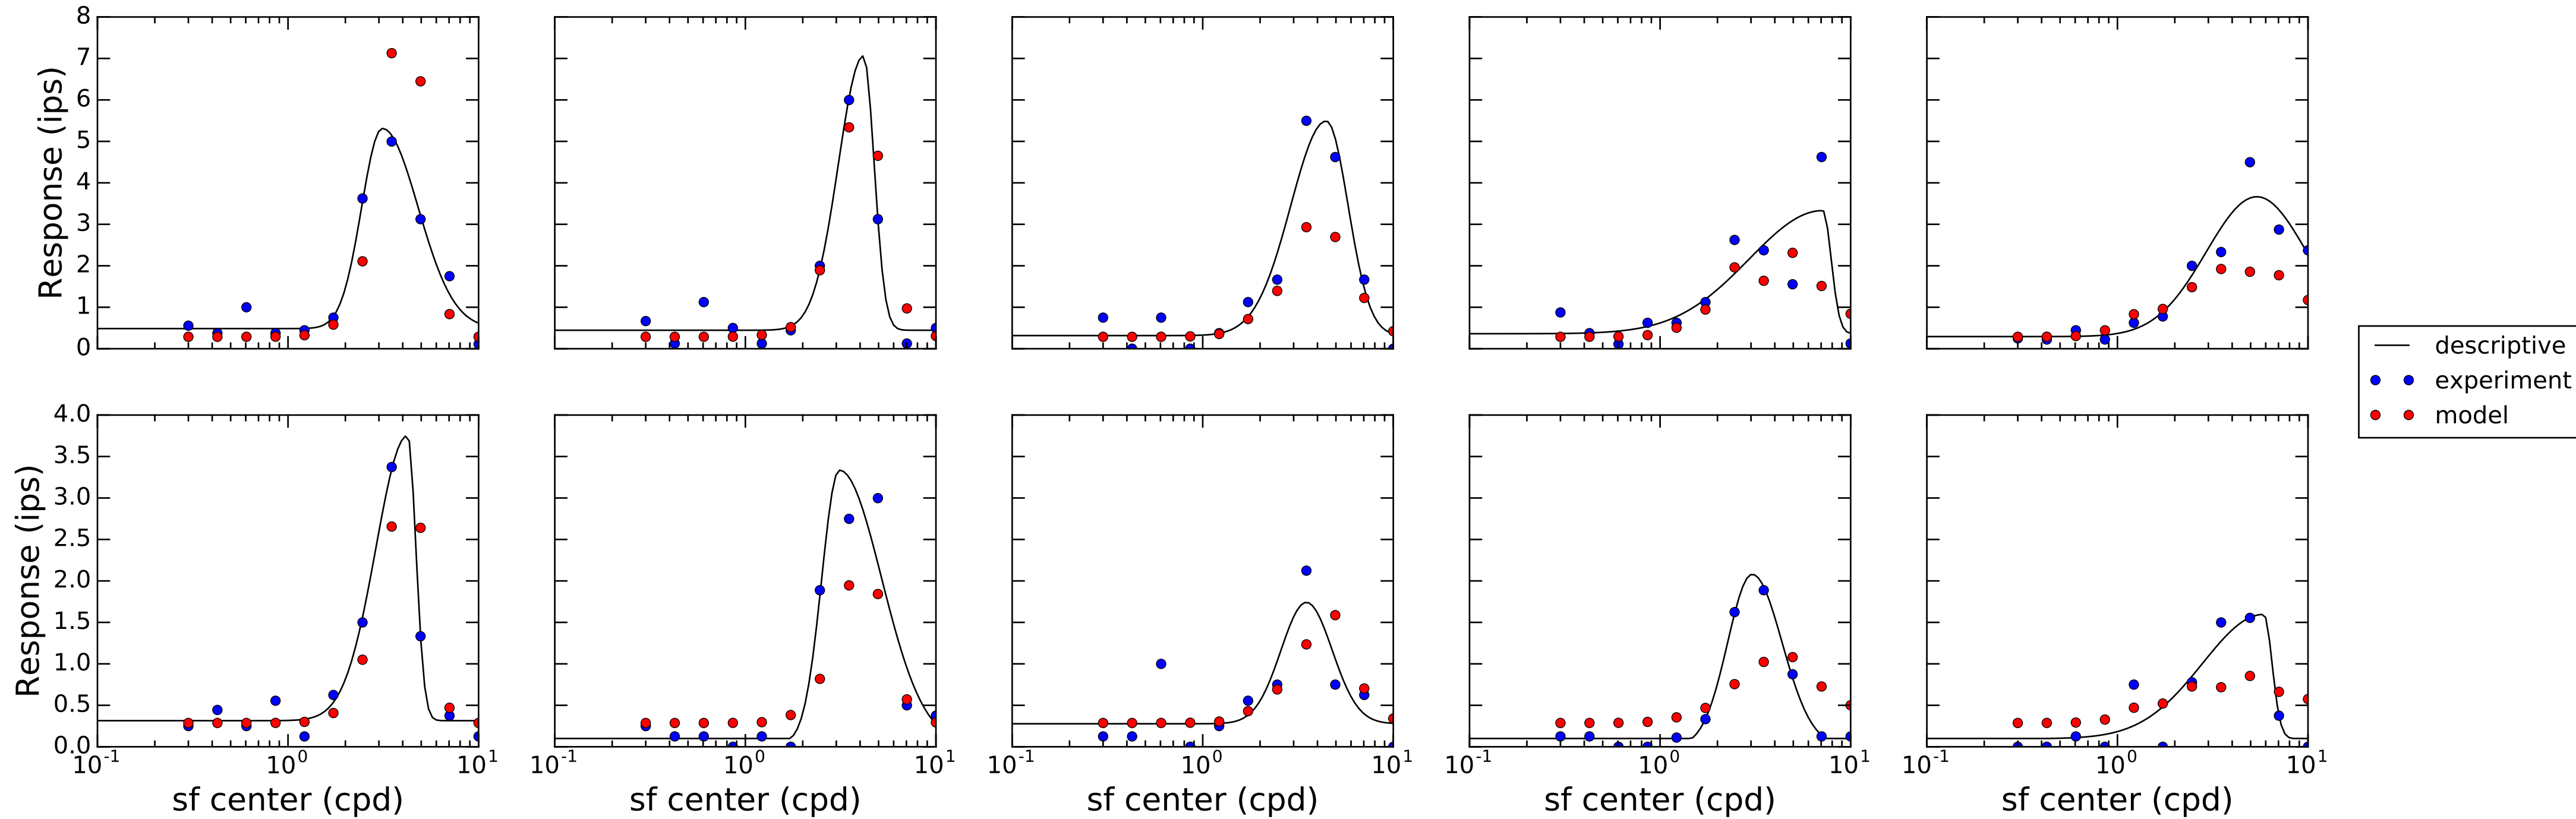 Response (ips)
8
7
6
5
4
3
2
1
0
descriptive
experiment
model
Response (ips)
4.0
3.5
3.0
2.5
2.0
1.5
1.0
0.5
0.0
10^-1 10^0 10^1 10^-1 10^0 10^1 10^-1 10^0 10^1 10^-1 10^0 10^1 10^-1 10^0 10^1
sf center (cpd) sf center (cpd) sf center (cpd) sf center (cpd) sf center (cpd)